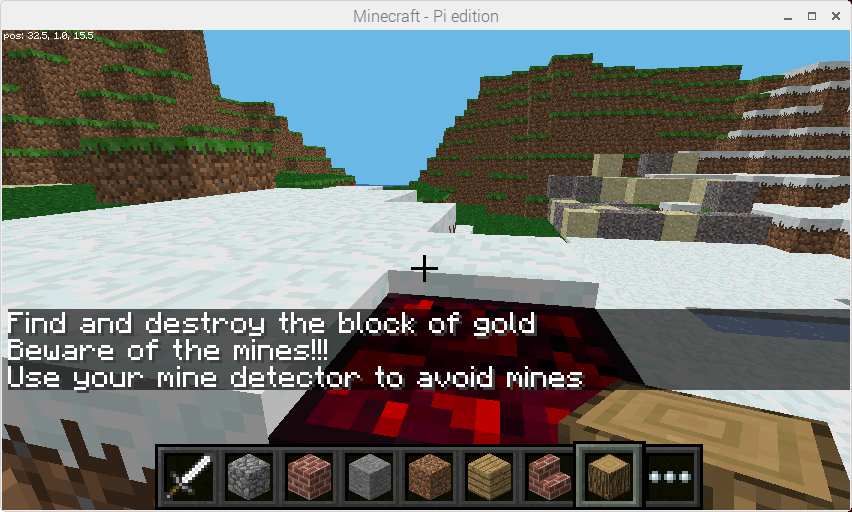 Minecraft - Pi edition
pos: 32.5, 1.0, 15.5
Find and destroy the block of gold
Beware of the mines!!!
Use your mine detector to avoid mines